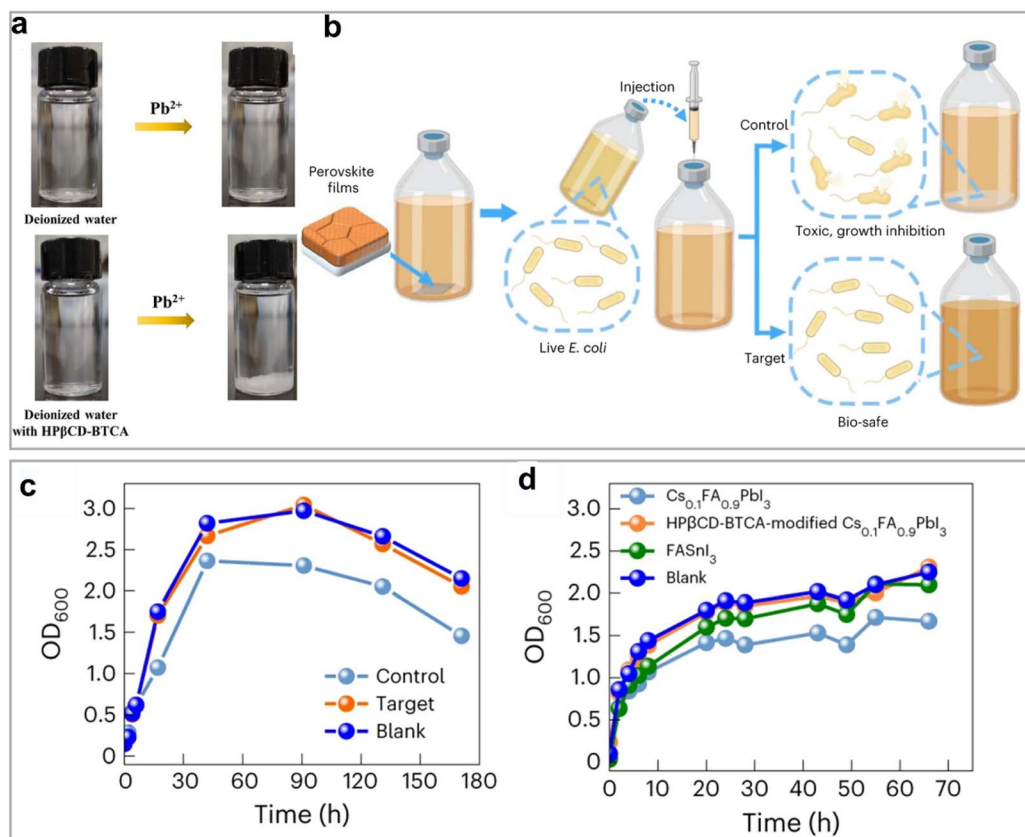 a
Pb²⁺
Deionized water
Pb²⁺
Deionized water
with HPβCD-BTCA
b
Injection
Perovskite
films
Live E. coli
Control
Toxic, growth inhibition
Target
Bio-safe
c
3.0
2.5
2.0
1.5
1.0
0.5
0
OD₆₀₀
0 30 60 90 120 150 180
Time (h)
Control
Target
Blank
d
3.0
2.5
2.0
1.5
1.0
0.5
0
OD₆₀₀
0 10 20 30 40 50 60 70
Time (h)
Cs₀.₁FA₀.₉PbI₃
HPβCD-BTCA-modified Cs₀.₁FA₀.₉PbI₃
FASnI₃
Blank